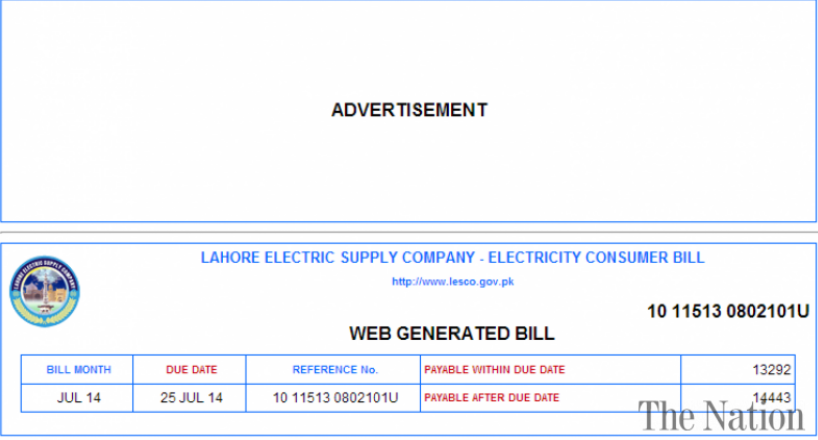 ADVERTISEMENT
LAHORE ELECTRIC SUPPLY COMPANY - ELECTRICITY CONSUMER BILL
http://www.lesco.gov.pk
10 11513 0802101U
WEB GENERATED BILL
BILL MONTH DUE DATE REFERENCE No. PAYABLE WITHIN DUE DATE 13292
JUL 14 25 JUL 14 10 11513 0802101U PAYABLE AFTER DUE DATE 14443
The Nation